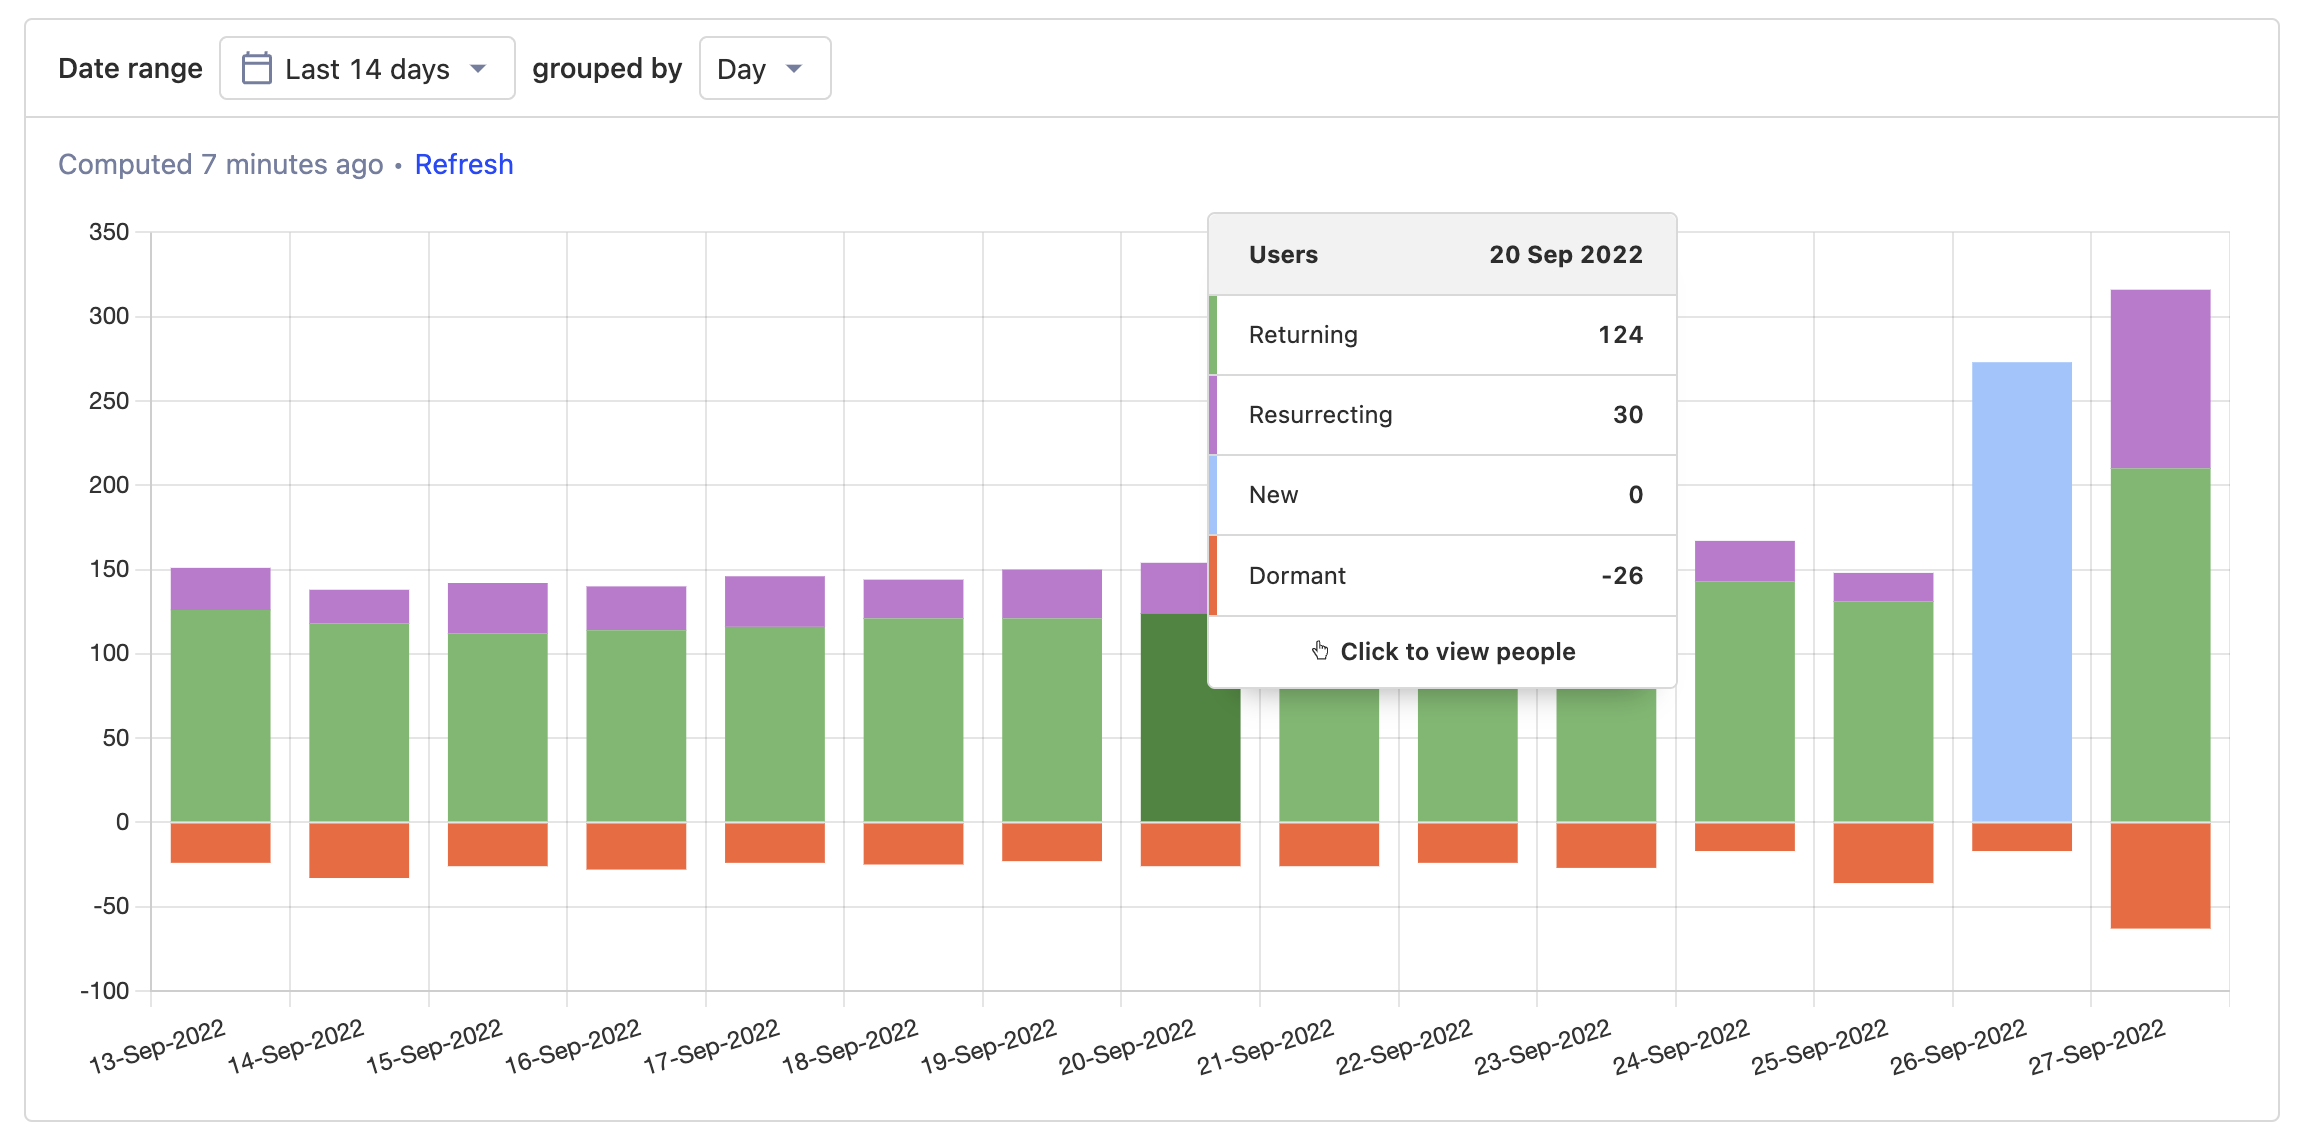 Date range Last 14 days grouped by Day
Computed 7 minutes ago • Refresh
350
300
250
200
150
100
50
0
-50
-100
Users 20 Sep 2022
Returning 124
Resurrecting 30
New 0
Dormant -26
Click to view people
13-Sep-2022 14-Sep-2022 15-Sep-2022 16-Sep-2022 17-Sep-2022 18-Sep-2022 19-Sep-2022 20-Sep-2022 21-Sep-2022 22-Sep-2022 23-Sep-2022 24-Sep-2022 25-Sep-2022 26-Sep-2022 27-Sep-2022